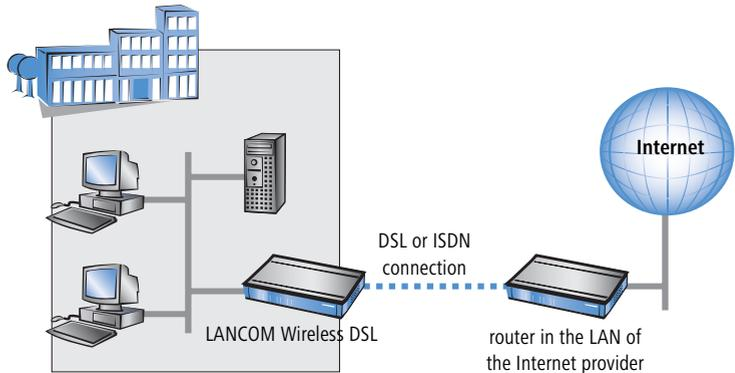 Internet
DSL or ISDN
connection
LANCOM Wireless DSL
router in the LAN of
the Internet provider